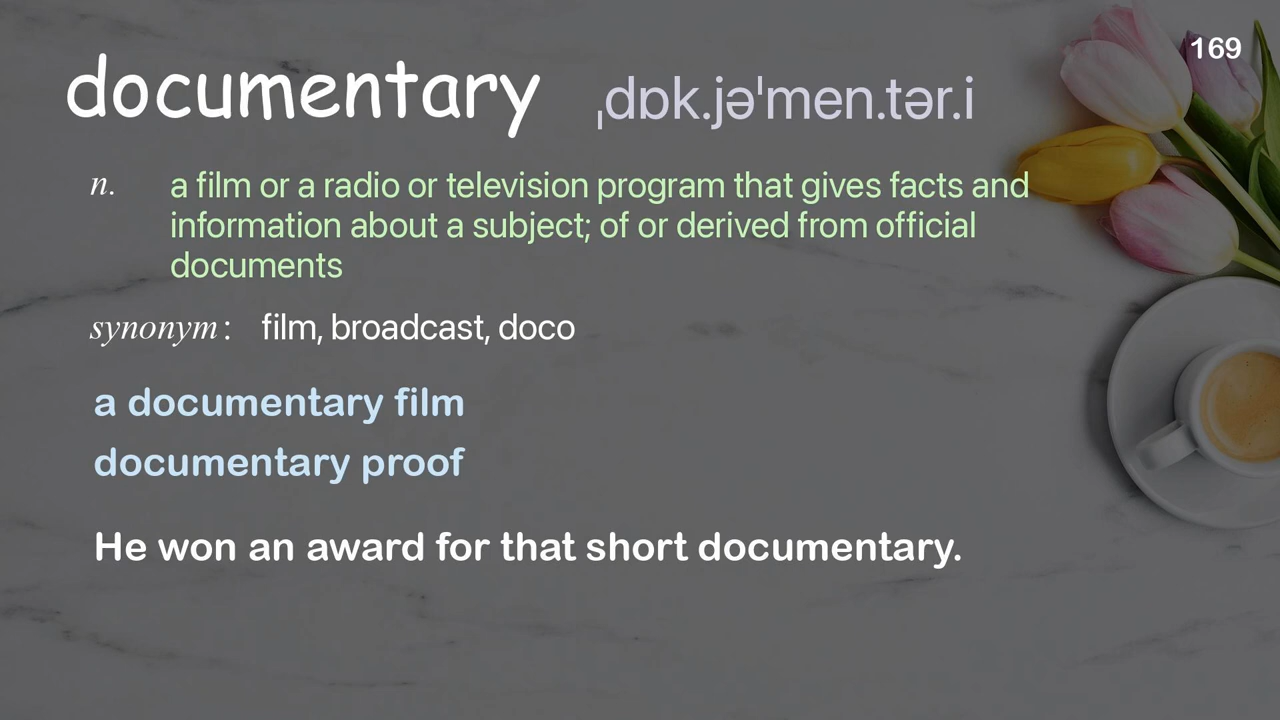 169
documentary ˌdɒk.jəˈmen.tər.i
n. a film or a radio or television program that gives facts and
information about a subject; of or derived from official
documents
synonym: film, broadcast, doco
a documentary film
documentary proof
He won an award for that short documentary.